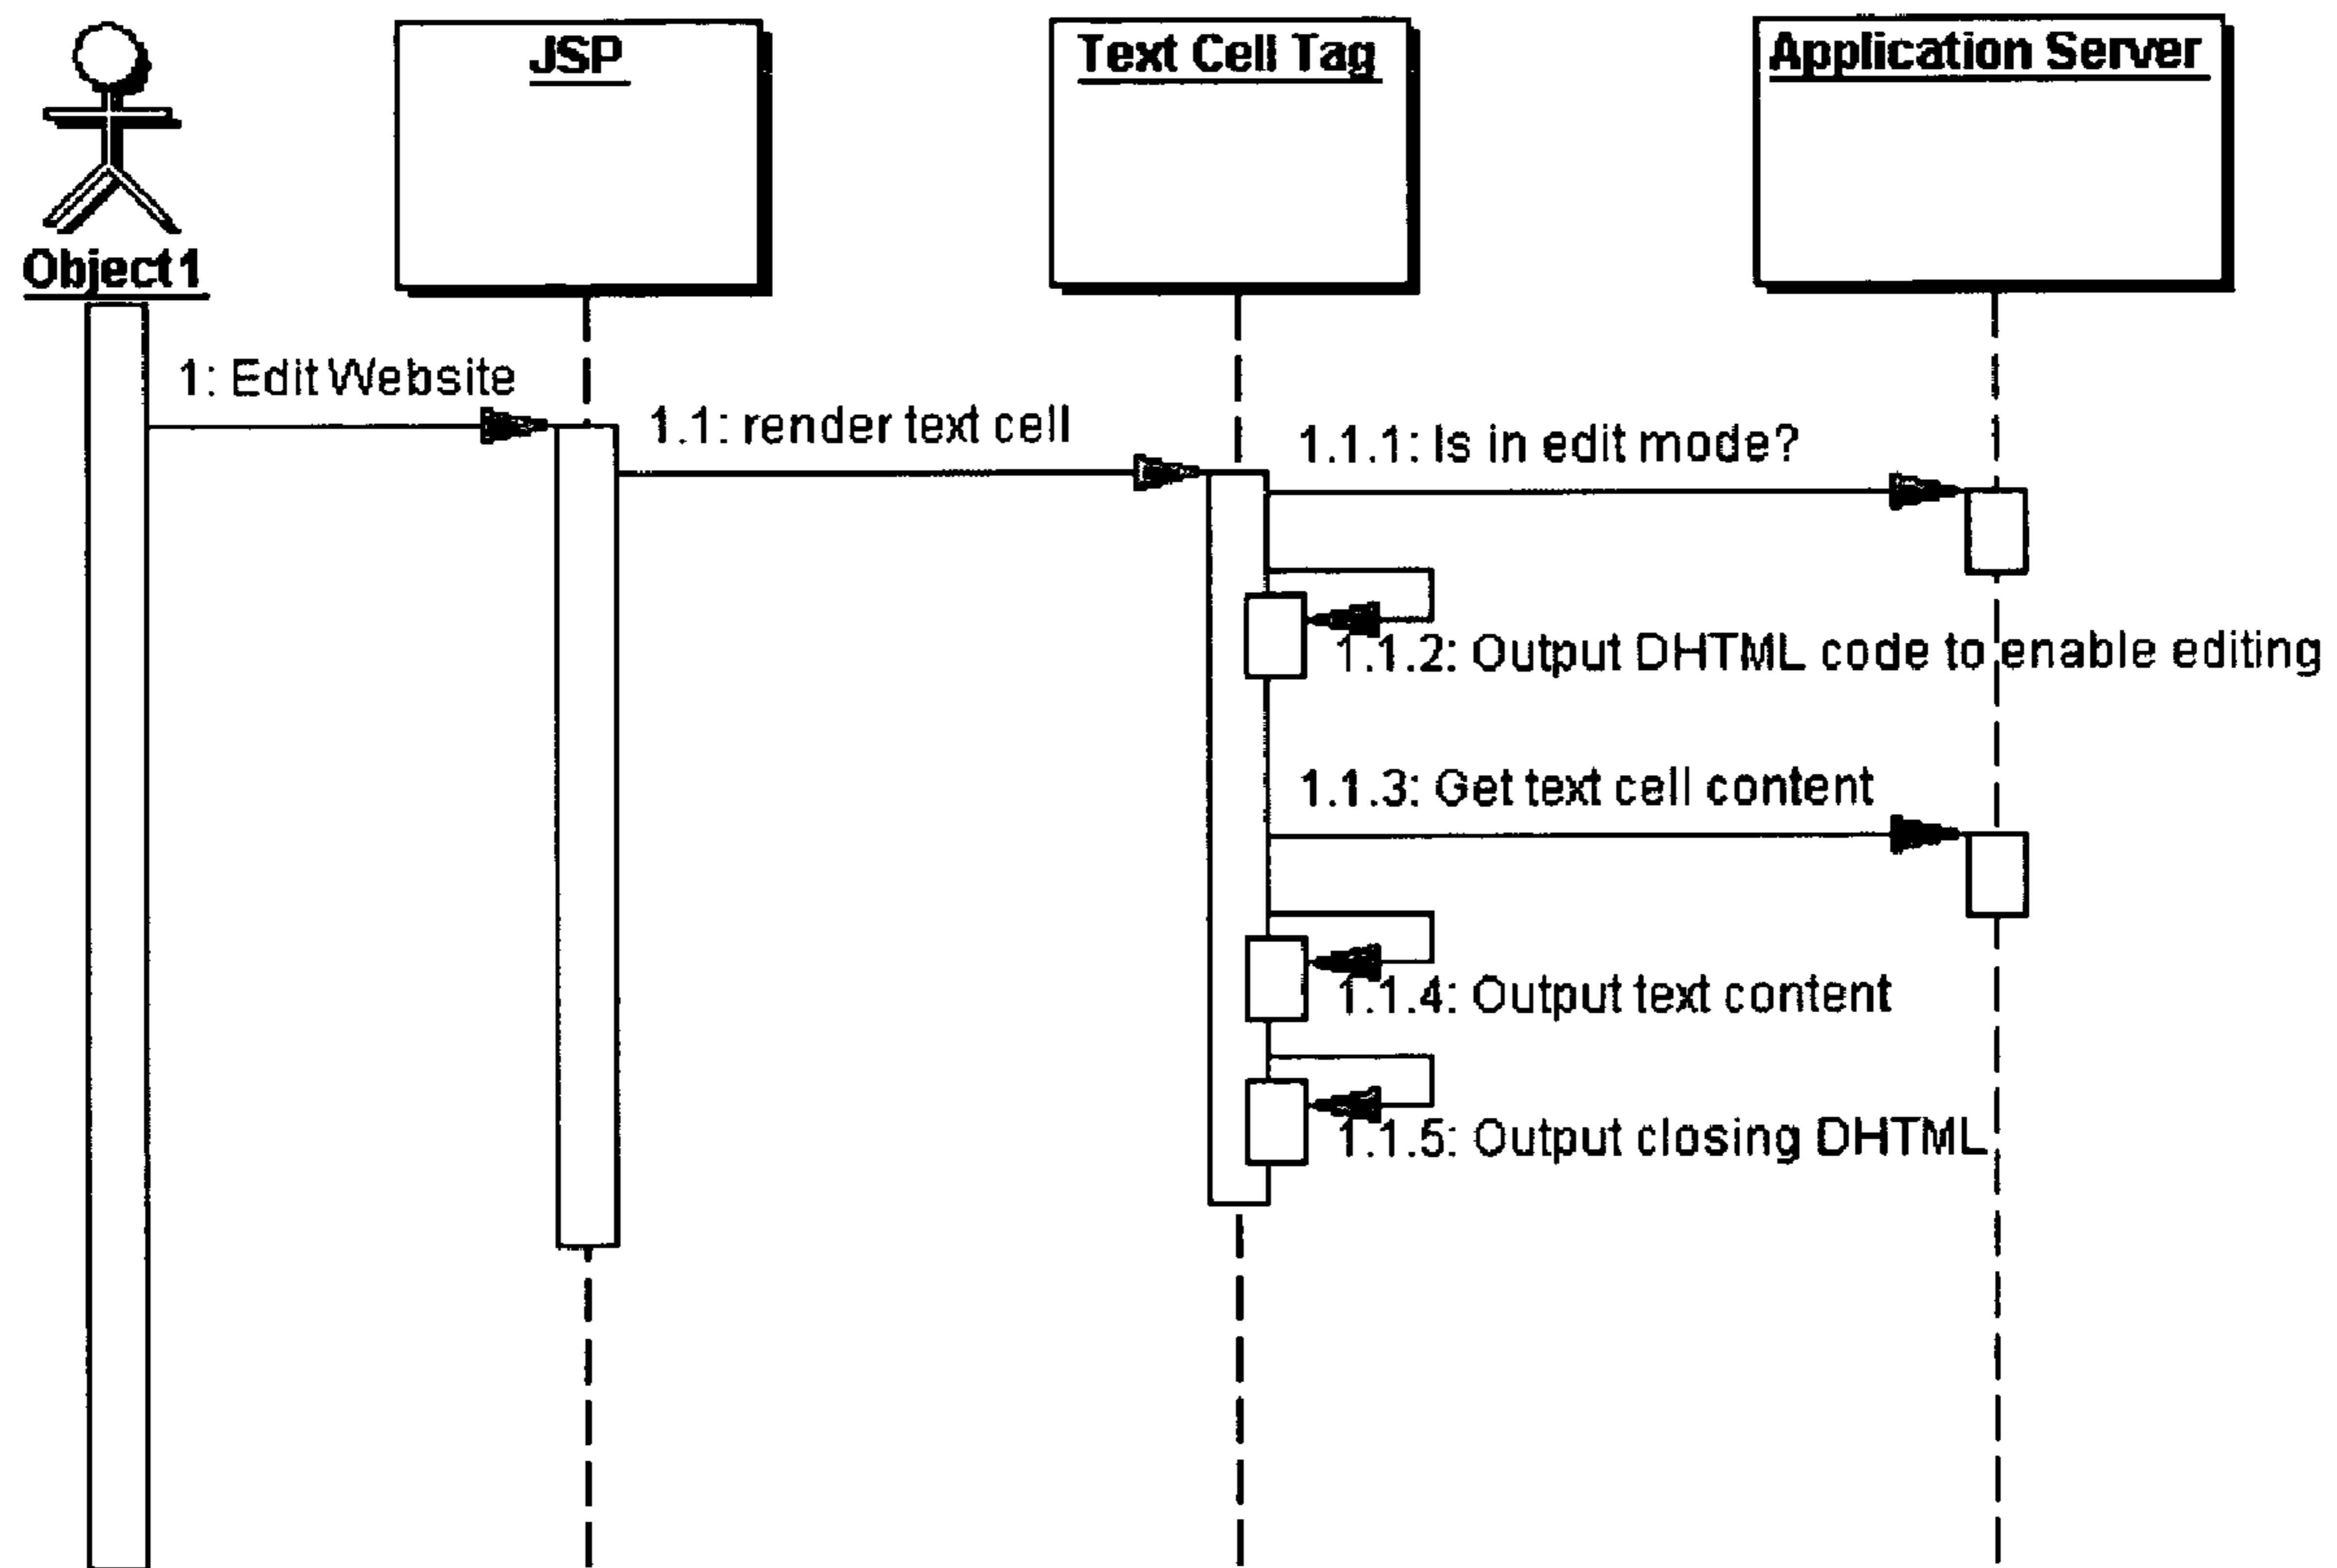 JSP
Text Cell Tag
Application Server
Object1
1: Edit Website
1.1: render text cell
1.1.1: Is in edit mode?
1.1.2: Output DHTML code to enable editing
1.1.3: Get text cell content
1.1.4: Output text content
1.1.5: Output closing DHTML